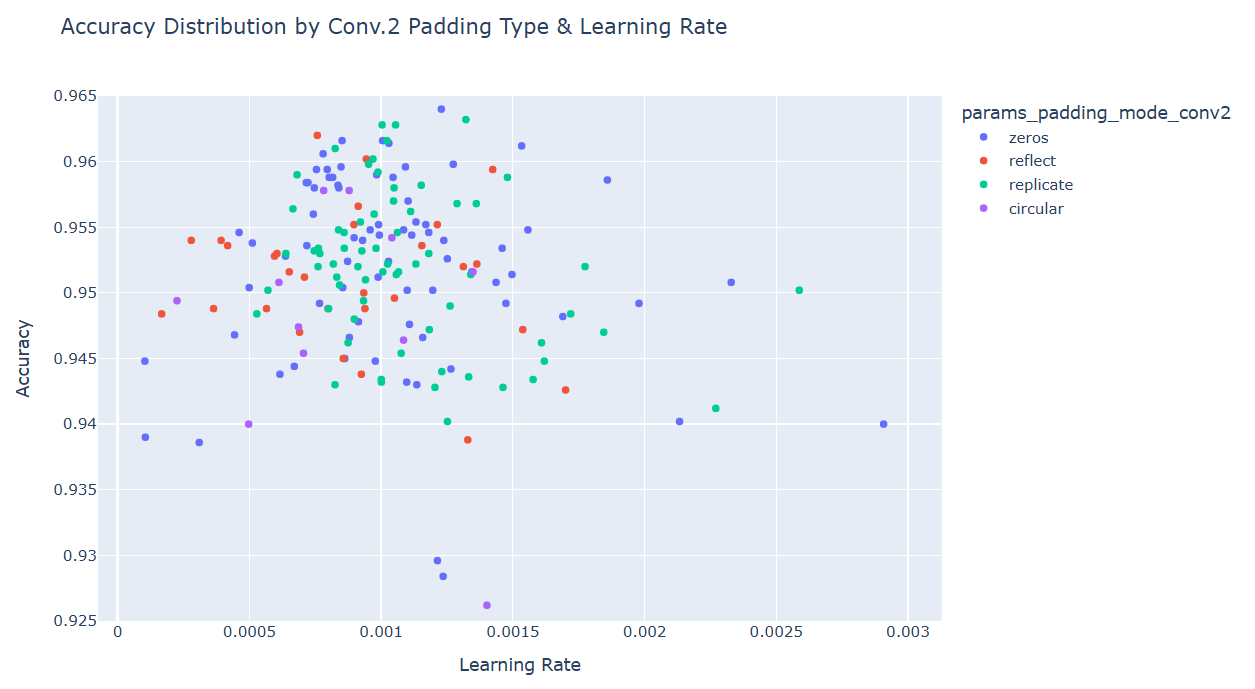 Accuracy Distribution by Conv.2 Padding Type & Learning Rate
0.965
0.96
0.955
0.95
0.945
0.94
0.935
0.93
0.925
Accuracy
0 0.0005 0.001 0.0015 0.002 0.0025 0.003
Learning Rate
params_padding_mode_conv2
zeros
reflect
replicate
circular